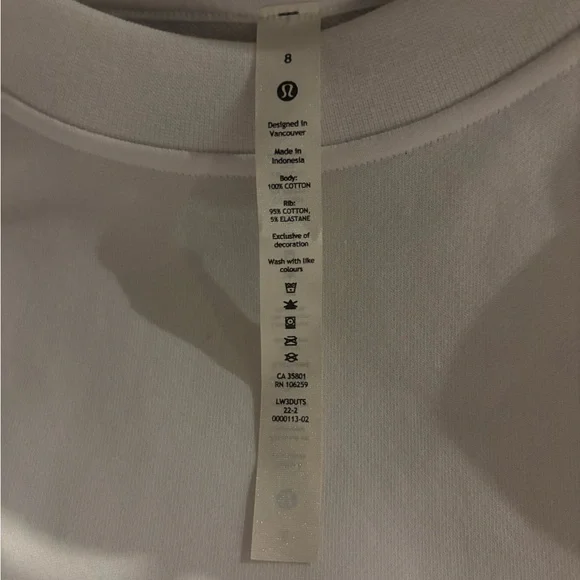 8
Designed in
Vancouver
Made in
Indonesia
Body:
100% COTTON
Rib:
95% COTTON,
5% ELASTANE
Exclusive of
decoration
Wash with like
colours
CA 35801
RN 106259
LW3DUTS
22-2
0000113-02